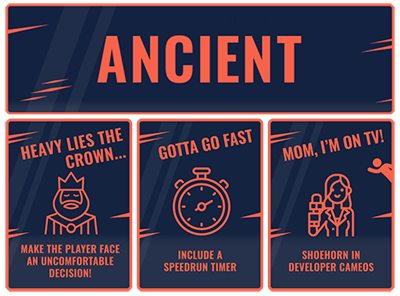 ANCIENT
HEAVY LIES THE
CROWN...
MAKE THE PLAYER FACE
AN UNCOMFORTABLE
DECISION!
GOTTA GO FAST
INCLUDE A
SPEEDRUN TIMER
MOM, I'M ON TV!
SHOEHORN IN
DEVELOPER CAMEOS